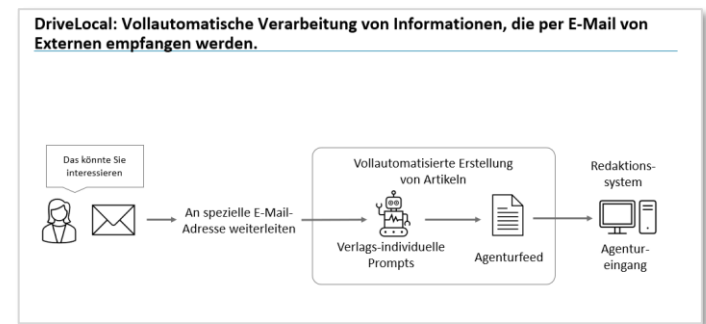 DriveLocal: Vollautomatische Verarbeitung von Informationen, die per E-Mail von
Externen empfangen werden.
Das könnte Sie
interessieren
An spezielle E-Mail-
Adresse weiterleiten
Vollautomatisierte Erstellung
von Artikeln
Verlags-individuelle
Prompts
Agenturfeed
Redaktions-
system
Agentur-
eingang